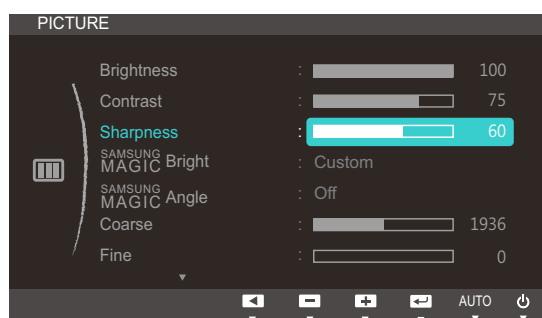 PICTURE
Brightness : 100
Contrast : 75
Sharpness : 60
SAMSUNG MAGIC Bright : Custom
SAMSUNG MAGIC Angle : Off
Coarse : 1936
Fine : 0
AUTO